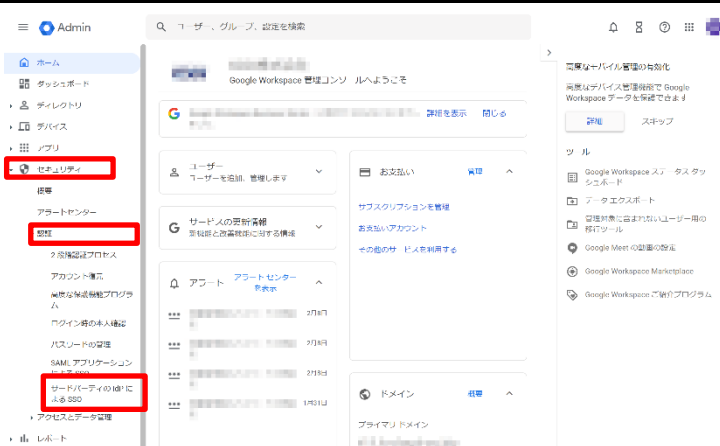 Admin
ユーザー、グループ、設定を検索
ホーム
ダッシュボード
ディレクトリ
デバイス
アプリ
セキュリティ
概要
アラートセンター
認証
2 段階認証プロセス
アカウント復元
高度な保護機能プログラ
ム
ログイン時の本人確認
パスワードの管理
SAML アプリケーション
による SSO
サードパーティの IdP に
よる SSO
アクセスとデータ管理
レポート
Google Workspace 管理コンソールへようこそ
詳細を表示
閉じる
ユーザー
ユーザーを追加、管理します
サービスの更新情報
新機能と改善機能に関する情報
アラート
アラート センター
を表示
2月8日
2月8日
2月5日
1月31日
お支払い
管理
サブスクリプションを管理
お支払いアカウント
その他のサービスを利用する
ドメイン
概要
プライマリ ドメイン
高度なモバイル管理の有効化
高度なデバイス管理機能で Google
Workspace データを保護できます
詳細
スキップ
ツール
Google Workspace ステータス ダッ
シュボード
データ エクスポート
管理対象に含まれないユーザー用の
移行ツール
Google Meet の動画の設定
Google Workspace Marketplace
Google Workspace ご紹介プログラム